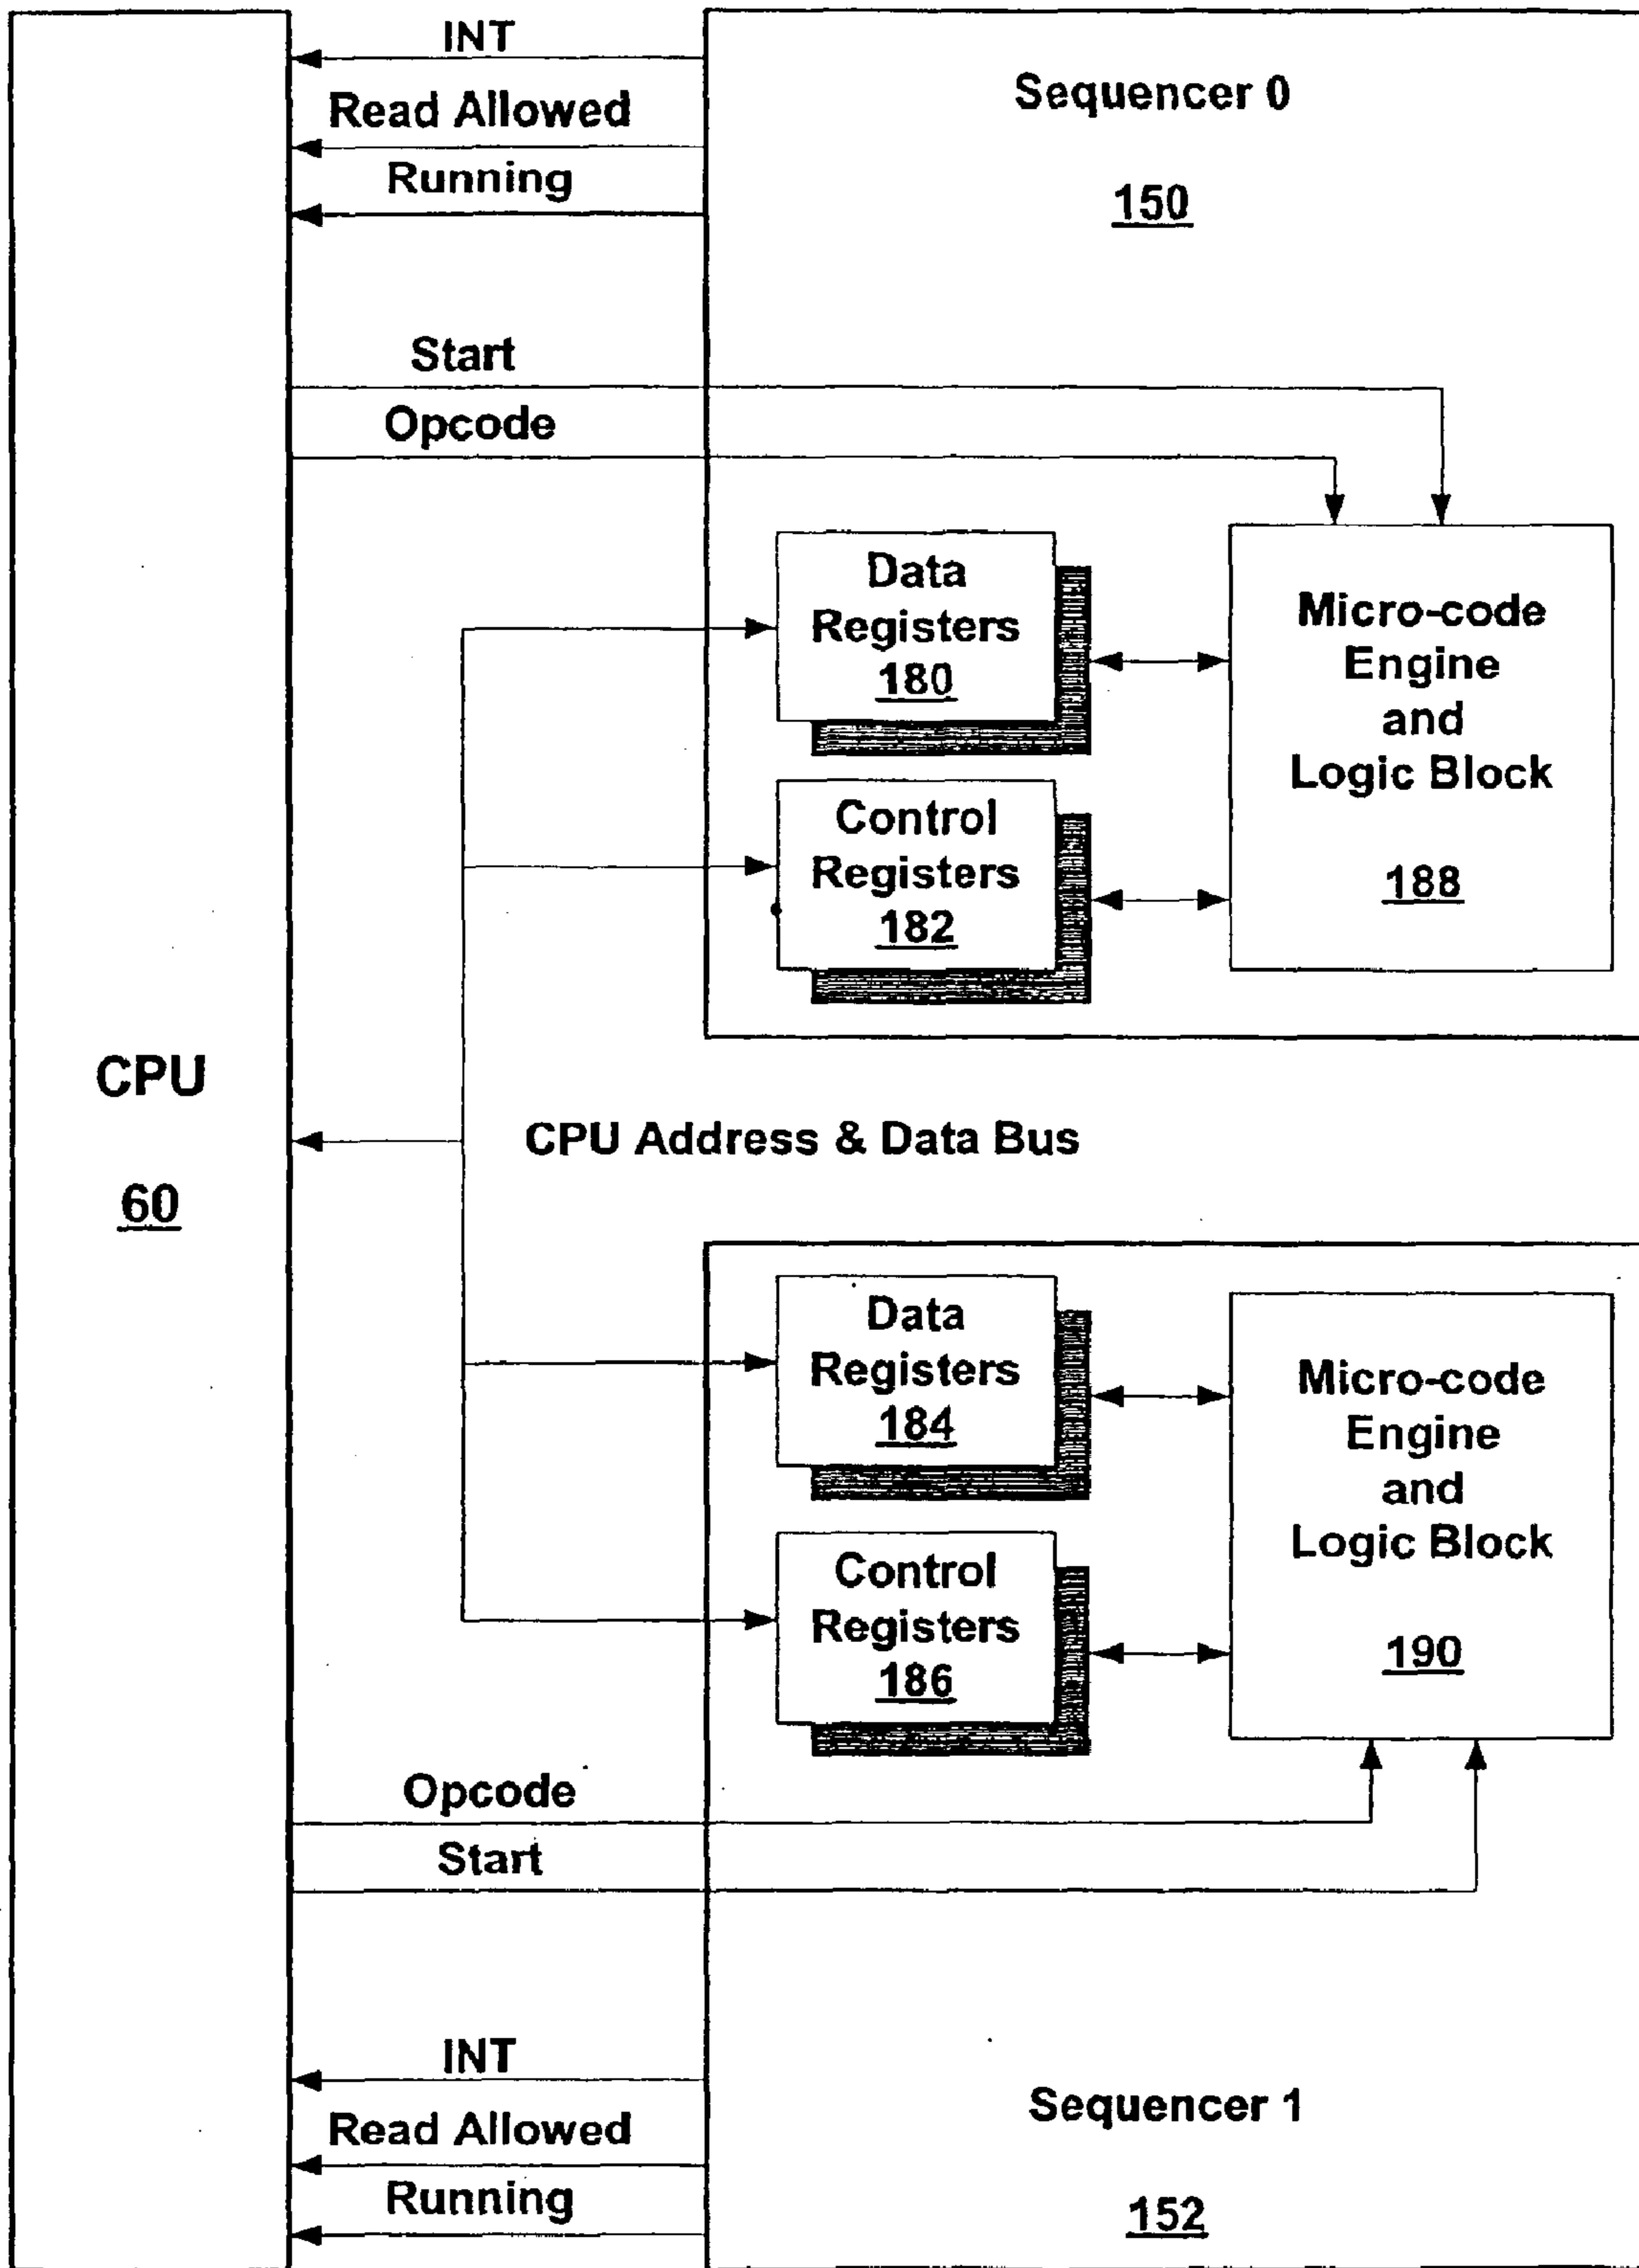 INT
Read Allowed
Running
Sequencer 0
150
Start
Opcode
Data
Registers
180
Control
Registers
182
Micro-code
Engine
and
Logic Block
188
CPU
60
CPU Address & Data Bus
Data
Registers
184
Control
Registers
186
Micro-code
Engine
and
Logic Block
190
Opcode
Start
INT
Read Allowed
Running
Sequencer 1
152